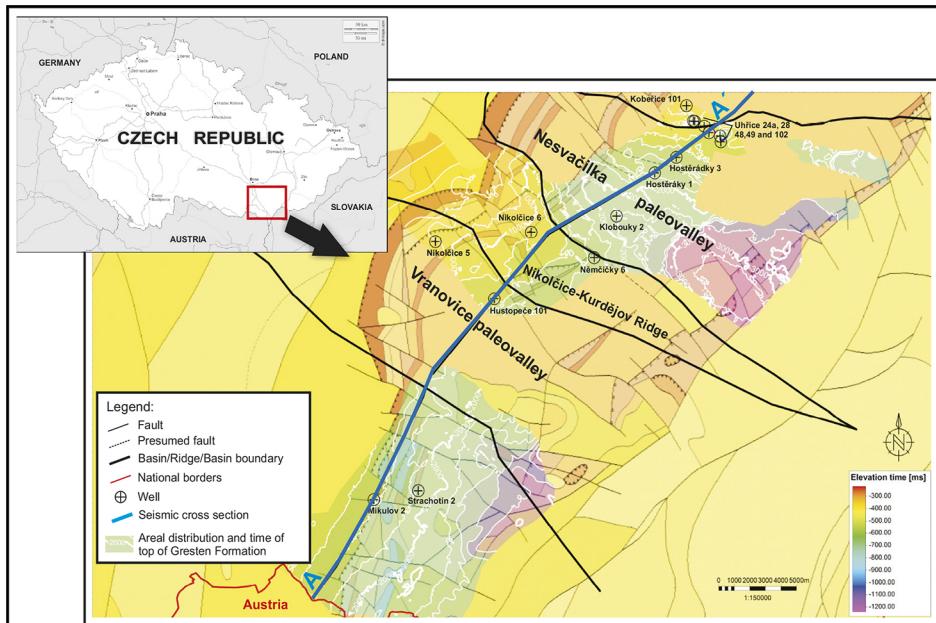 GERMANY
POLAND
Praha
CZECH REPUBLIC
Brno
SLOVAKIA
AUSTRIA
A'
Kobeřice 101
Uhřice 24a, 28
48,49 and 102
Nesvačilka
paleovalley
Hostěrádky 3
Hostěráky 1
Nikolčice 6
Klobouky 2
Nikolčice 5
Němčičky 6
Nikolčice-Kurdějov Ridge
Vranovice paleovalley
Hustopeče 101
Strachotín 2
Mikulov 2
A
Austria
Legend:
Fault
Presumed fault
Basin/Ridge/Basin boundary
National borders
Well
Seismic cross section
Areal distribution and time of
top of Gresten Formation
N
0 1000 2000 3000 4000 5000m
1:150000
Elevation time [ms]
-300.00
-400.00
-500.00
-600.00
-700.00
-800.00
-900.00
-1000.00
-1100.00
-1200.00